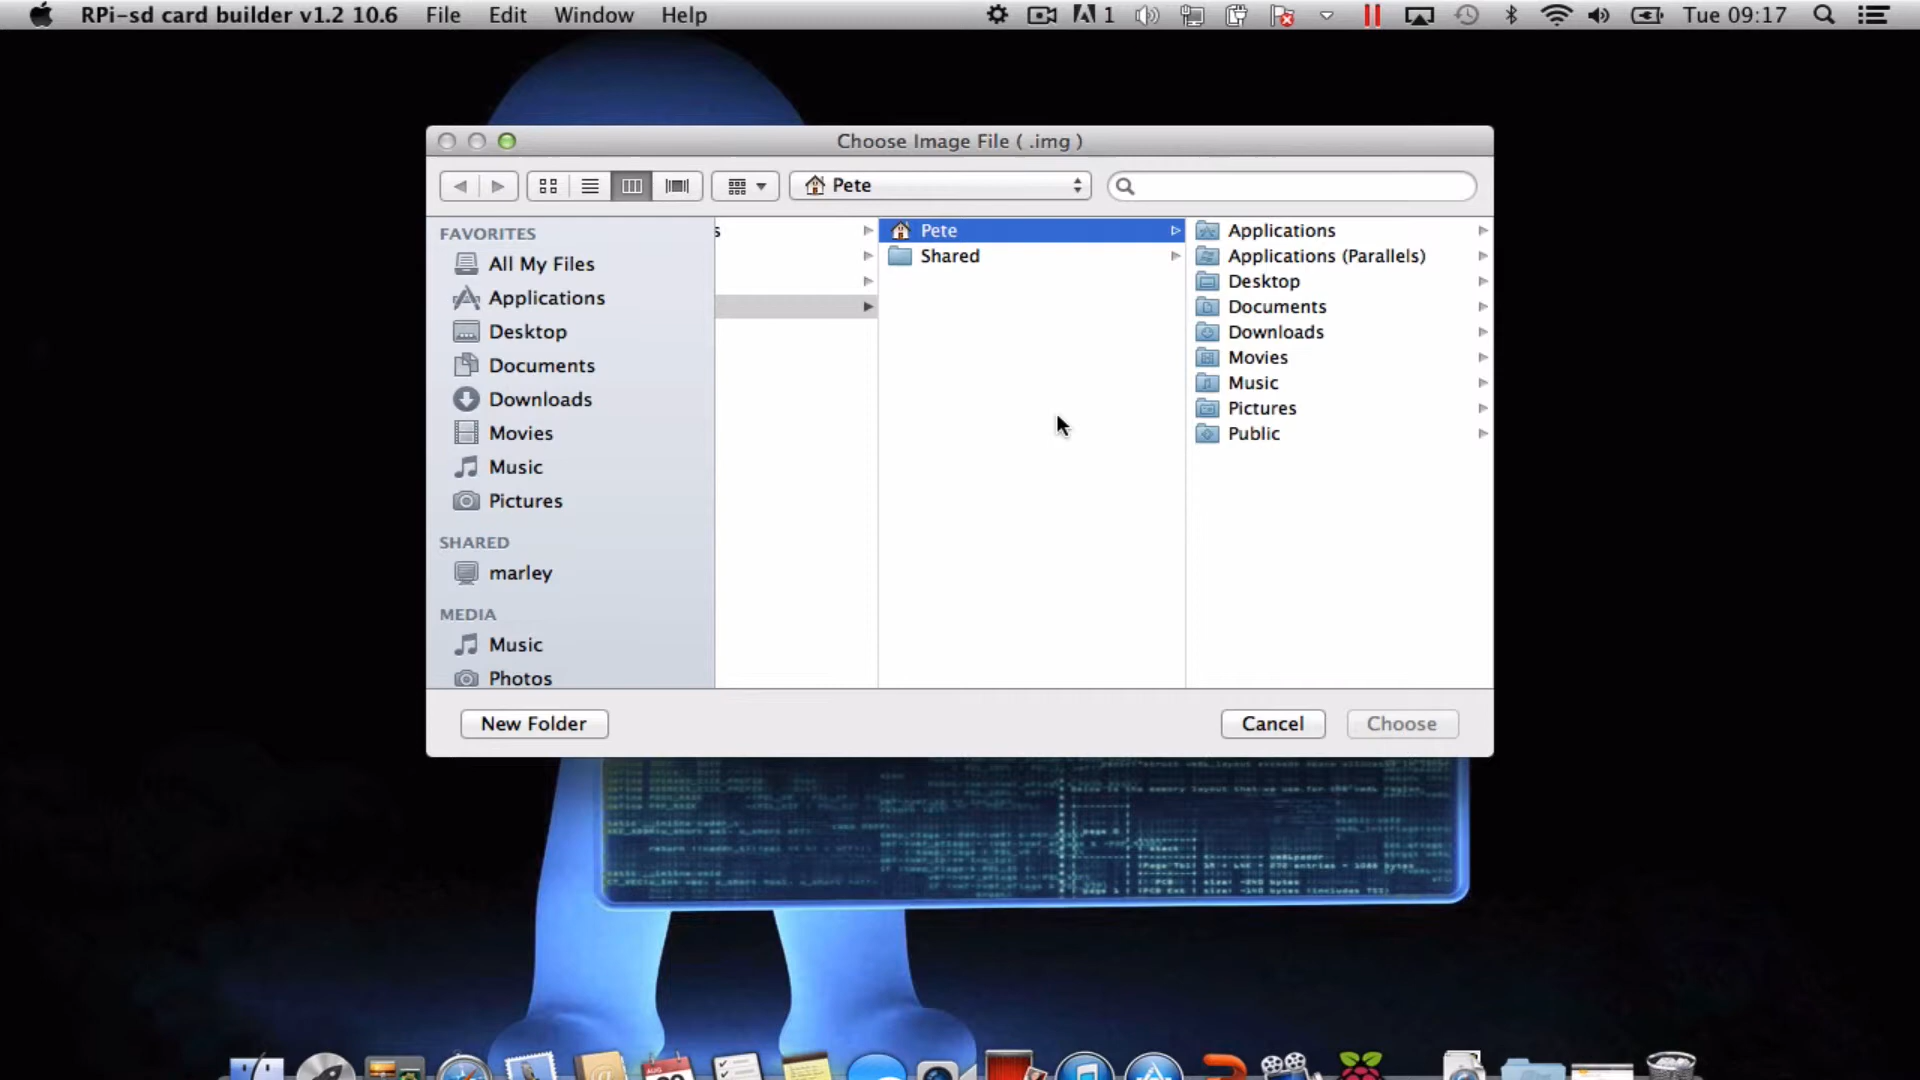 RPi-sd card builder v1.2 10.6 File Edit Window Help 1 Tue 09:17
Choose Image File ( .img )
Pete
FAVORITES
All My Files
Applications
Desktop
Documents
Downloads
Movies
Music
Pictures
SHARED
marley
MEDIA
Music
Photos
s
Pete
Shared
Applications
Applications (Parallels)
Desktop
Documents
Downloads
Movies
Music
Pictures
Public
New Folder
Cancel
Choose
AUG